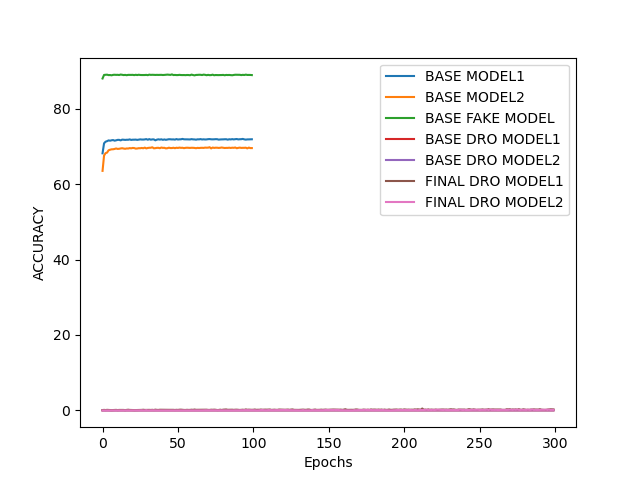 BASE MODEL1
BASE MODEL2
BASE FAKE MODEL
BASE DRO MODEL1
BASE DRO MODEL2
FINAL DRO MODEL1
FINAL DRO MODEL2
ACCURACY
80
60
40
20
0
0 50 100 150 200 250 300
Epochs